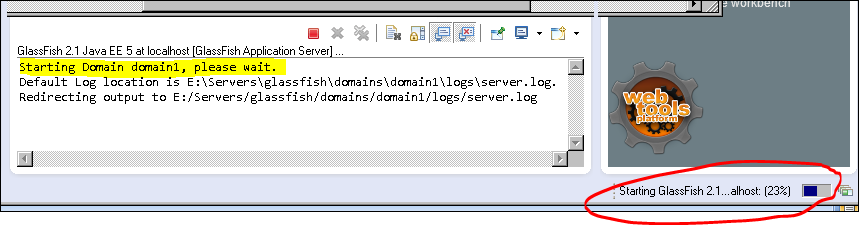 e workbench
GlassFish 2.1 Java EE 5 at localhost [GlassFish Application Server] ...
Starting Domain domain1, please wait.
Default Log location is E:\Servers\glassfish\domains\domain1\logs\server.log.
Redirecting output to E:/Servers/glassfish/domains/domain1/logs/server.log
web
tools
platform
Starting GlassFish 2.1...alhost: (23%)